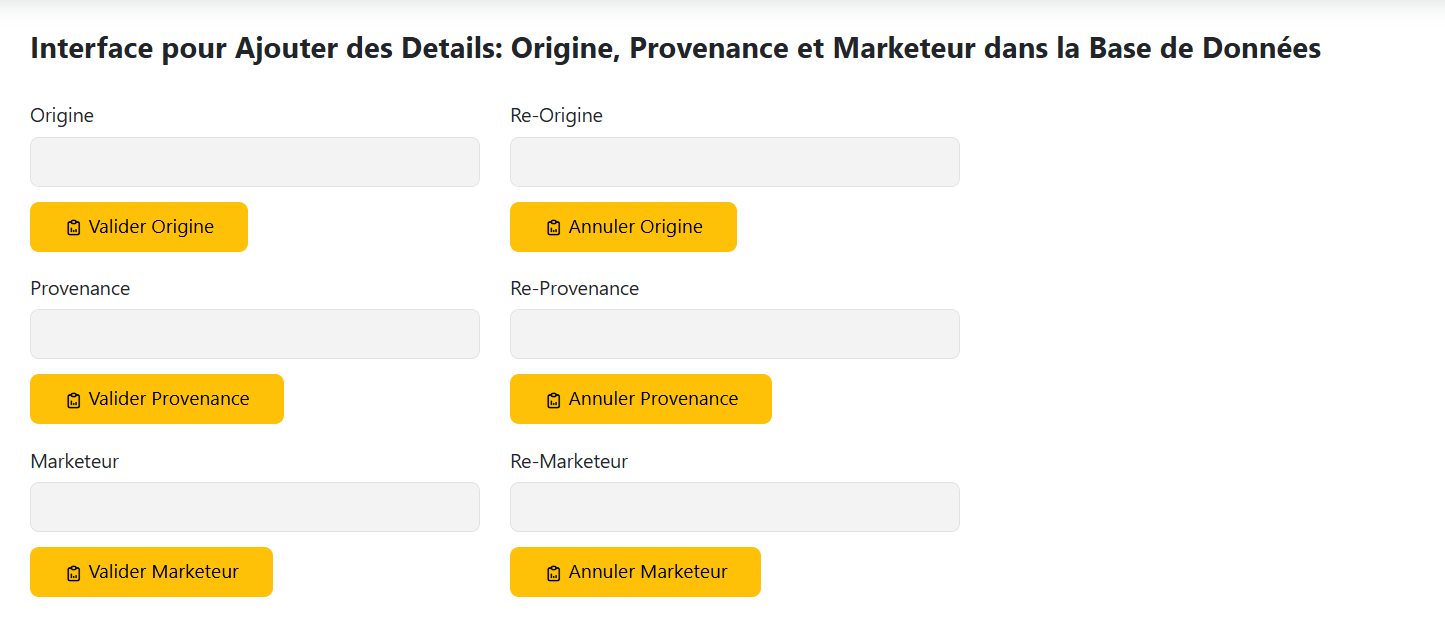 Interface pour Ajouter des Details: Origine, Provenance et Marketeur dans la Base de Données
Origine
Re-Origine
Valider Origine
Annuler Origine
Provenance
Re-Provenance
Valider Provenance
Annuler Provenance
Marketeur
Re-Marketeur
Valider Marketeur
Annuler Marketeur